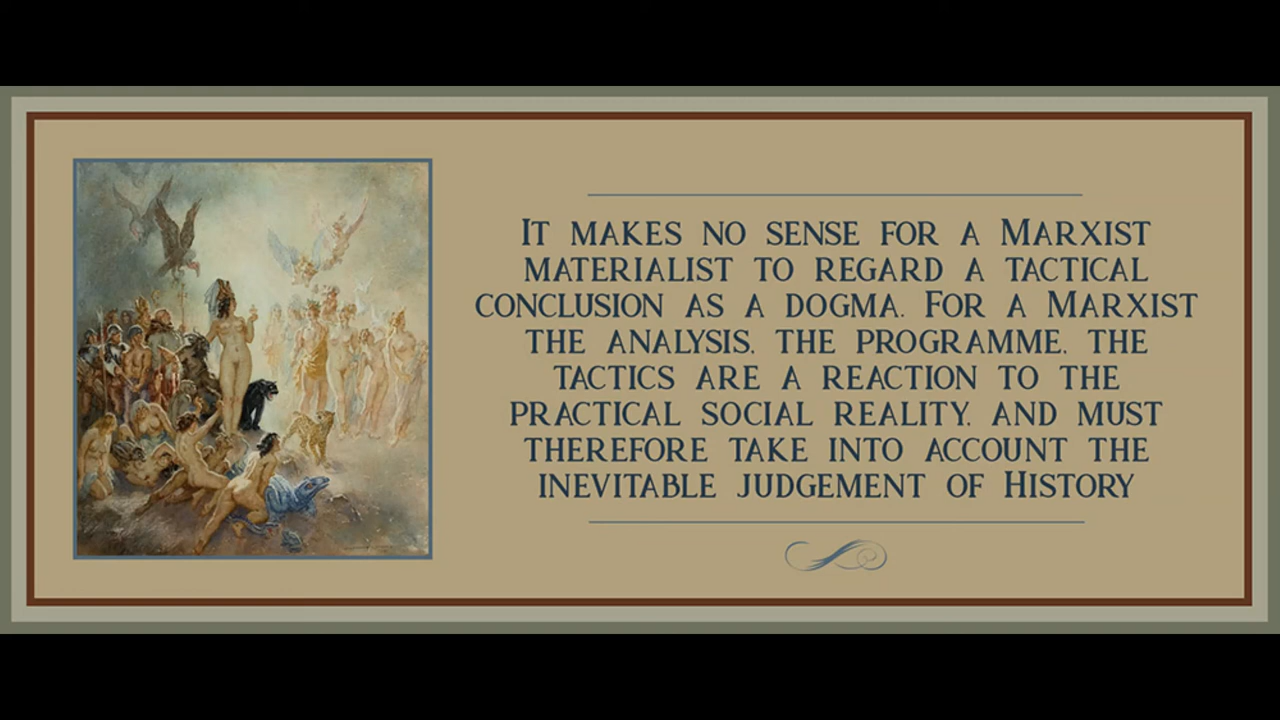 It makes no sense for a Marxist
materialist to regard a tactical
conclusion as a dogma. For a Marxist
the analysis, the programme, the
tactics are a reaction to the
practical social reality, and must
therefore take into account the
inevitable judgement of History